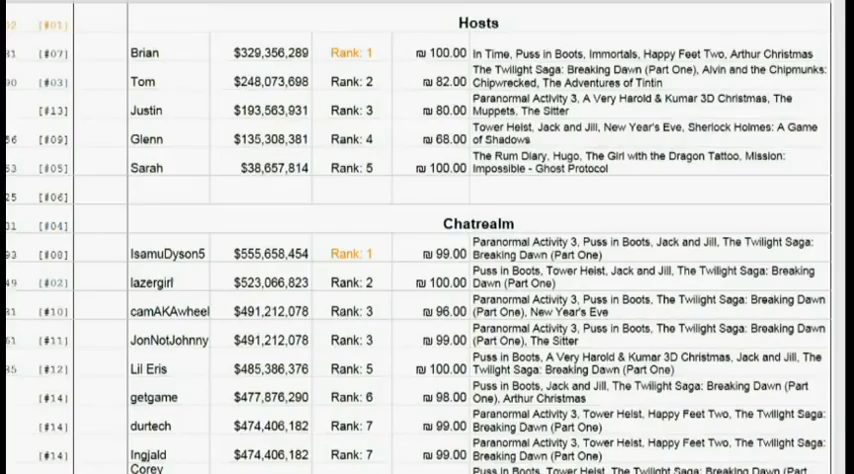 Hosts
[#01]
[#07] Brian $329,356,289 Rank: 1 ₪ 100.00 In Time, Puss in Boots, Immortals, Happy Feet Two, Arthur Christmas
[#03] Tom $248,073,698 Rank: 2 ₪ 82.00 The Twilight Saga: Breaking Dawn (Part One), Alvin and the Chipmunks:
Chipwrecked, The Adventures of Tintin
[#13] Justin $193,563,931 Rank: 3 ₪ 80.00 Paranormal Activity 3, A Very Harold & Kumar 3D Christmas, The
Muppets, The Sitter
[#09] Glenn $135,308,381 Rank: 4 ₪ 68.00 Tower Heist, Jack and Jill, New Year's Eve, Sherlock Holmes: A Game
of Shadows
[#05] Sarah $38,657,814 Rank: 5 ₪ 100.00 The Rum Diary, Hugo, The Girl with the Dragon Tattoo, Mission:
Impossible - Ghost Protocol
25 [#06]
[#04] Chatrealm
93 [#08] IsamuDyson5 $555,658,454 Rank: 1 ₪ 99.00 Paranormal Activity 3, Puss in Boots, Jack and Jill, The Twilight Saga:
Breaking Dawn (Part One)
49 [#02] lazergirl $523,066,823 Rank: 2 ₪ 100.00 Puss in Boots, Tower Heist, Jack and Jill, The Twilight Saga: Breaking
Dawn (Part One)
[#10] camAKAwheel $491,212,078 Rank: 3 ₪ 96.00 Paranormal Activity 3, Puss in Boots, The Twilight Saga: Breaking Dawn
(Part One), New Year's Eve
[#11] JonNotJohnny $491,212,078 Rank: 3 ₪ 99.00 Paranormal Activity 3, Puss in Boots, The Twilight Saga: Breaking Dawn
(Part One), The Sitter
[#12] Lil Eris $485,386,376 Rank: 5 ₪ 100.00 Puss in Boots, A Very Harold & Kumar 3D Christmas, Jack and Jill, The
Twilight Saga: Breaking Dawn (Part One)
[#14] getgame $477,876,290 Rank: 6 ₪ 98.00 Puss in Boots, Jack and Jill, The Twilight Saga: Breaking Dawn (Part
One), Arthur Christmas
[#14] durtech $474,406,182 Rank: 7 ₪ 99.00 Paranormal Activity 3, Tower Heist, Happy Feet Two, The Twilight Saga:
Breaking Dawn (Part One)
[#14] Ingjald $474,406,182 Rank: 7 ₪ 99.00 Paranormal Activity 3, Tower Heist, Happy Feet Two, The Twilight Saga:
Breaking Dawn (Part One)
Corey Puss in Boots, Tower Heist, The Twilight Saga: Breaking Dawn (Part